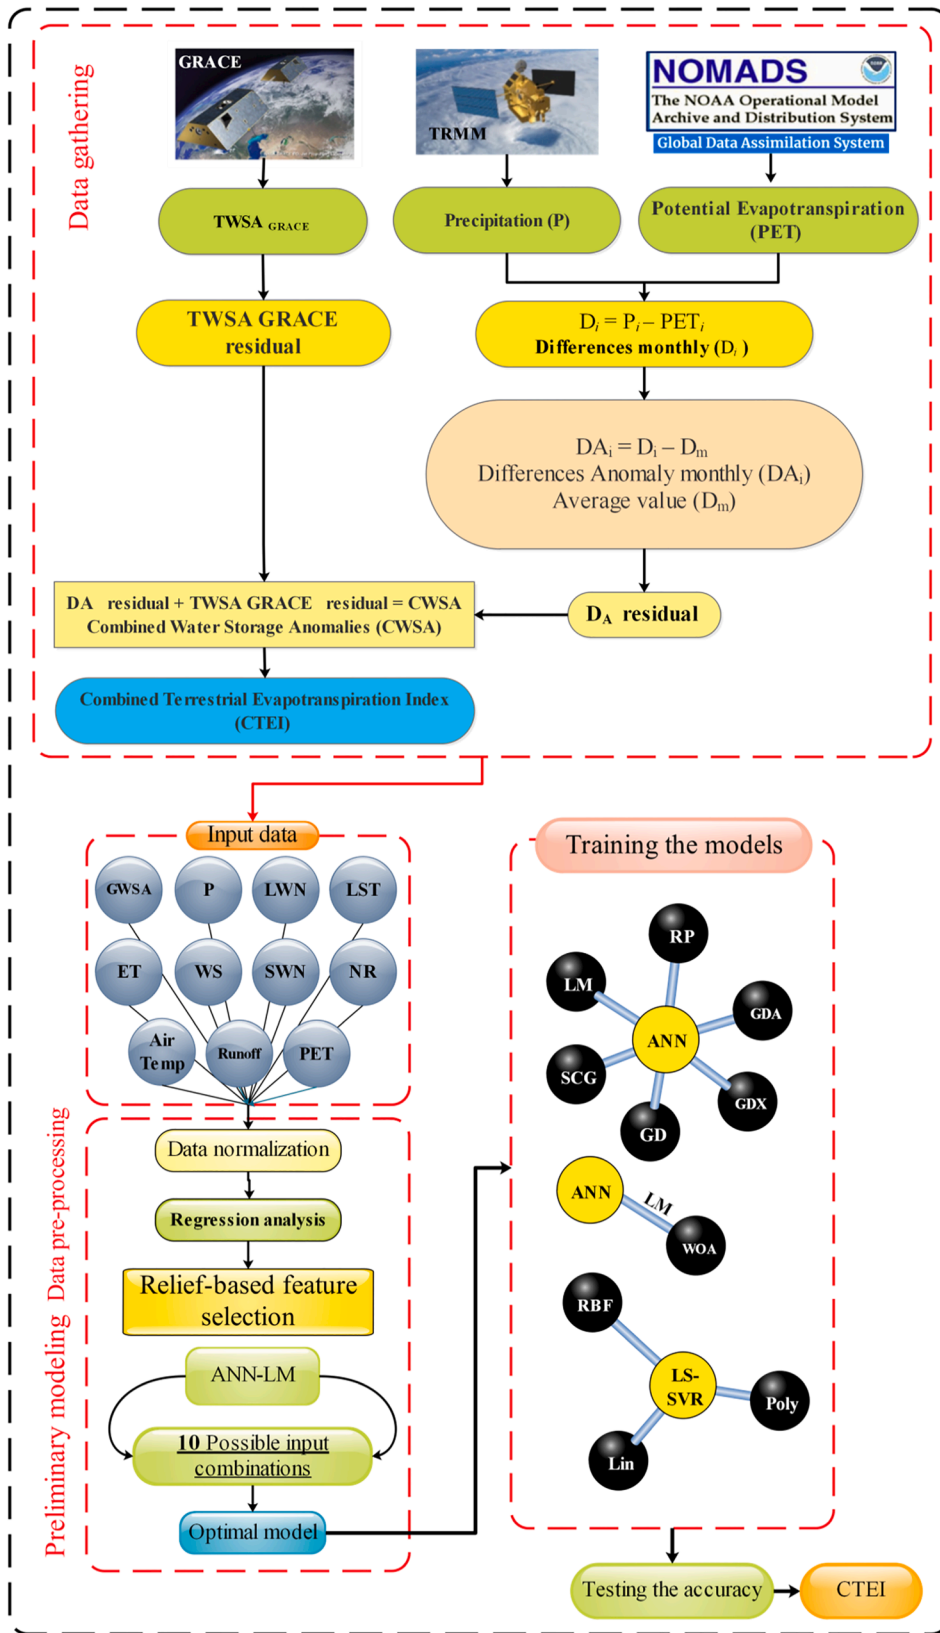 Data gathering
GRACE
TRMM
NOMADS
The NOAA Operational Model
Archive and Distribution System
Global Data Assimilation System
TWSA GRACE
Precipitation (P)
Potential Evapotranspiration
(PET)
TWSA GRACE
residual
Di = Pi – PETi
Differences monthly (Di )
DAi = Di – Dm
Differences Anomaly monthly (DAi)
Average value (Dm)
DA residual + TWSA GRACE residual = CWSA
Combined Water Storage Anomalies (CWSA)
DA residual
Combined Terrestrial Evapotranspiration Index
(CTEI)
Input data
GWSA
P
LWN
LST
ET
WS
SWN
NR
Air
Temp
Runoff
PET
Preliminary modeling Data pre-processing
Data normalization
Regression analysis
Relief-based feature
selection
ANN-LM
10 Possible input
combinations
Optimal model
Training the models
RP
LM
GDA
ANN
SCG
GDX
GD
ANN
LM
WOA
RBF
LS-
SVR
Poly
Lin
Testing the accuracy
CTEI